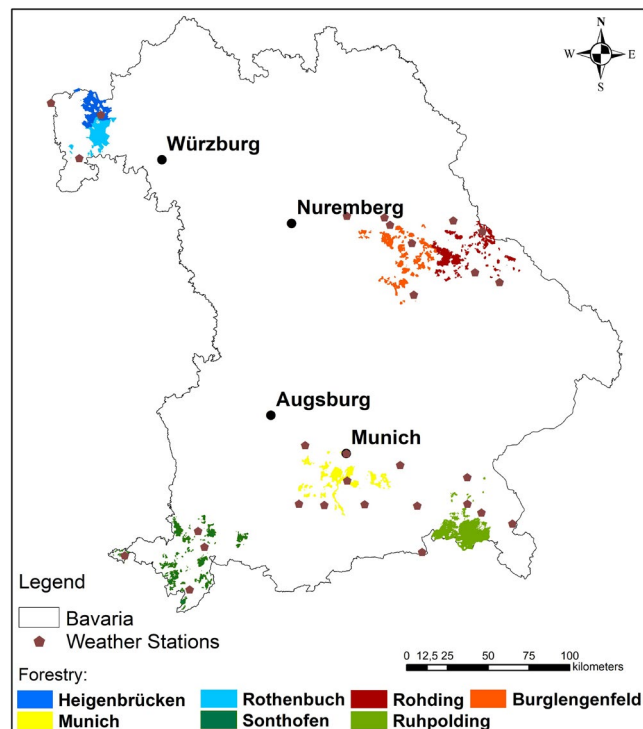 N
W E
S
Würzburg
Nuremberg
Augsburg
Munich
Legend
Bavaria
Weather Stations
0 12,5 25 50 75 100
kilometers
Forestry:
Heigenbrücken Rothenbuch Rohding Burglengenfeld
Munich Sonthofen Ruhpolding